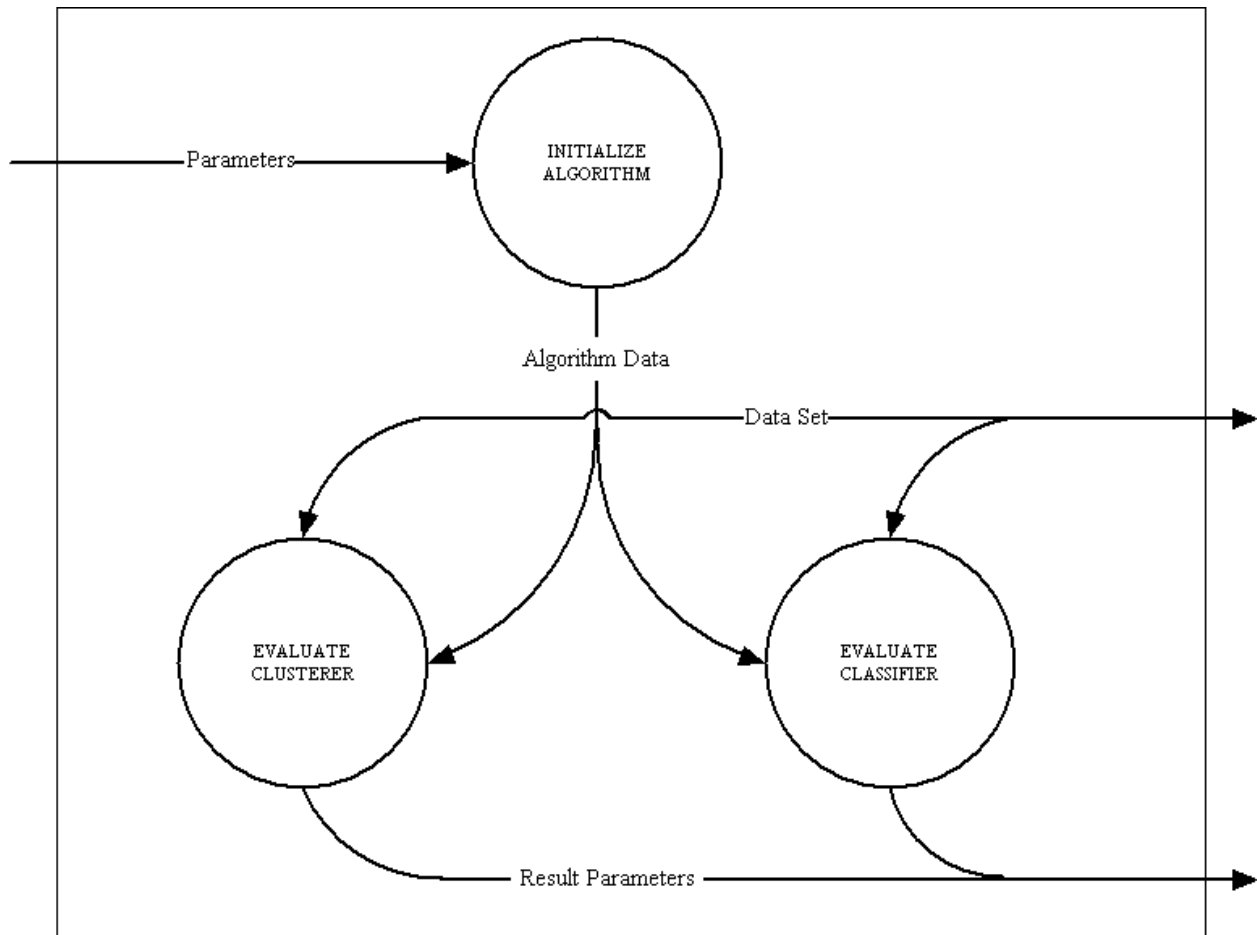 INITIALIZE
ALGORITHM
Parameters
Algorithm Data
Data Set
EVALUATE
CLUSTERER
EVALUATE
CLASSIFIER
Result Parameters